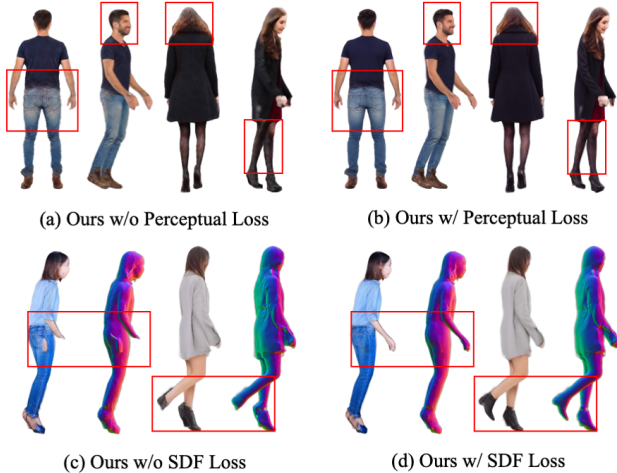 (a) Ours w/o Perceptual Loss
(b) Ours w/ Perceptual Loss
(c) Ours w/o SDF Loss
(d) Ours w/ SDF Loss